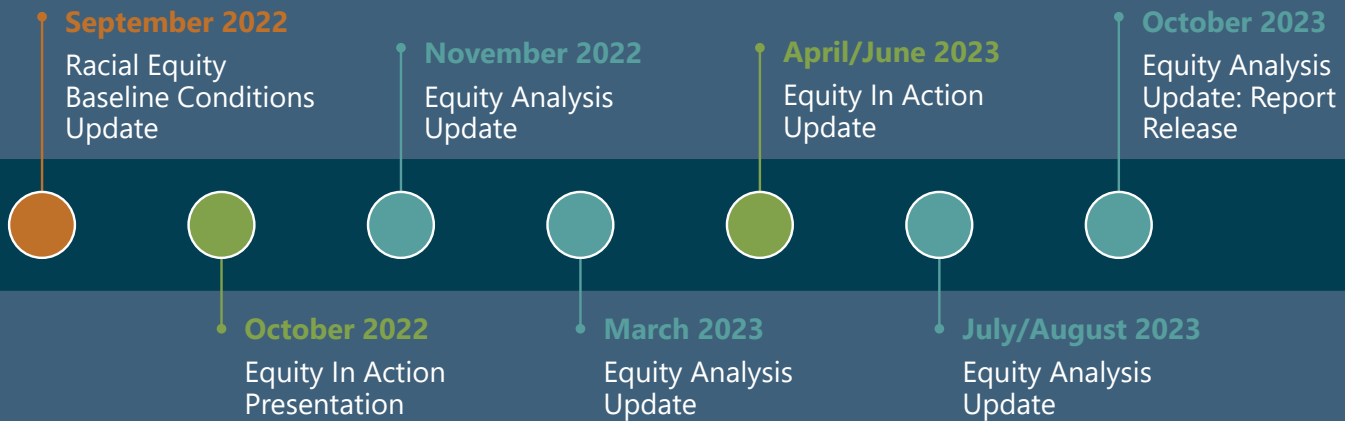 September 2022
Racial Equity
Baseline Conditions
Update
October 2022
Equity In Action
Presentation
November 2022
Equity Analysis
Update
March 2023
Equity Analysis
Update
April/June 2023
Equity In Action
Update
July/August 2023
Equity Analysis
Update
October 2023
Equity Analysis
Update: Report
Release